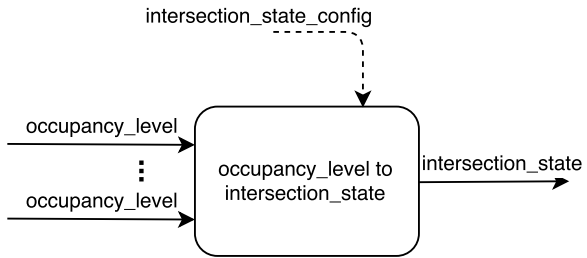 intersection_state_config
occupancy_level
occupancy_level
occupancy_level to
intersection_state
intersection_state